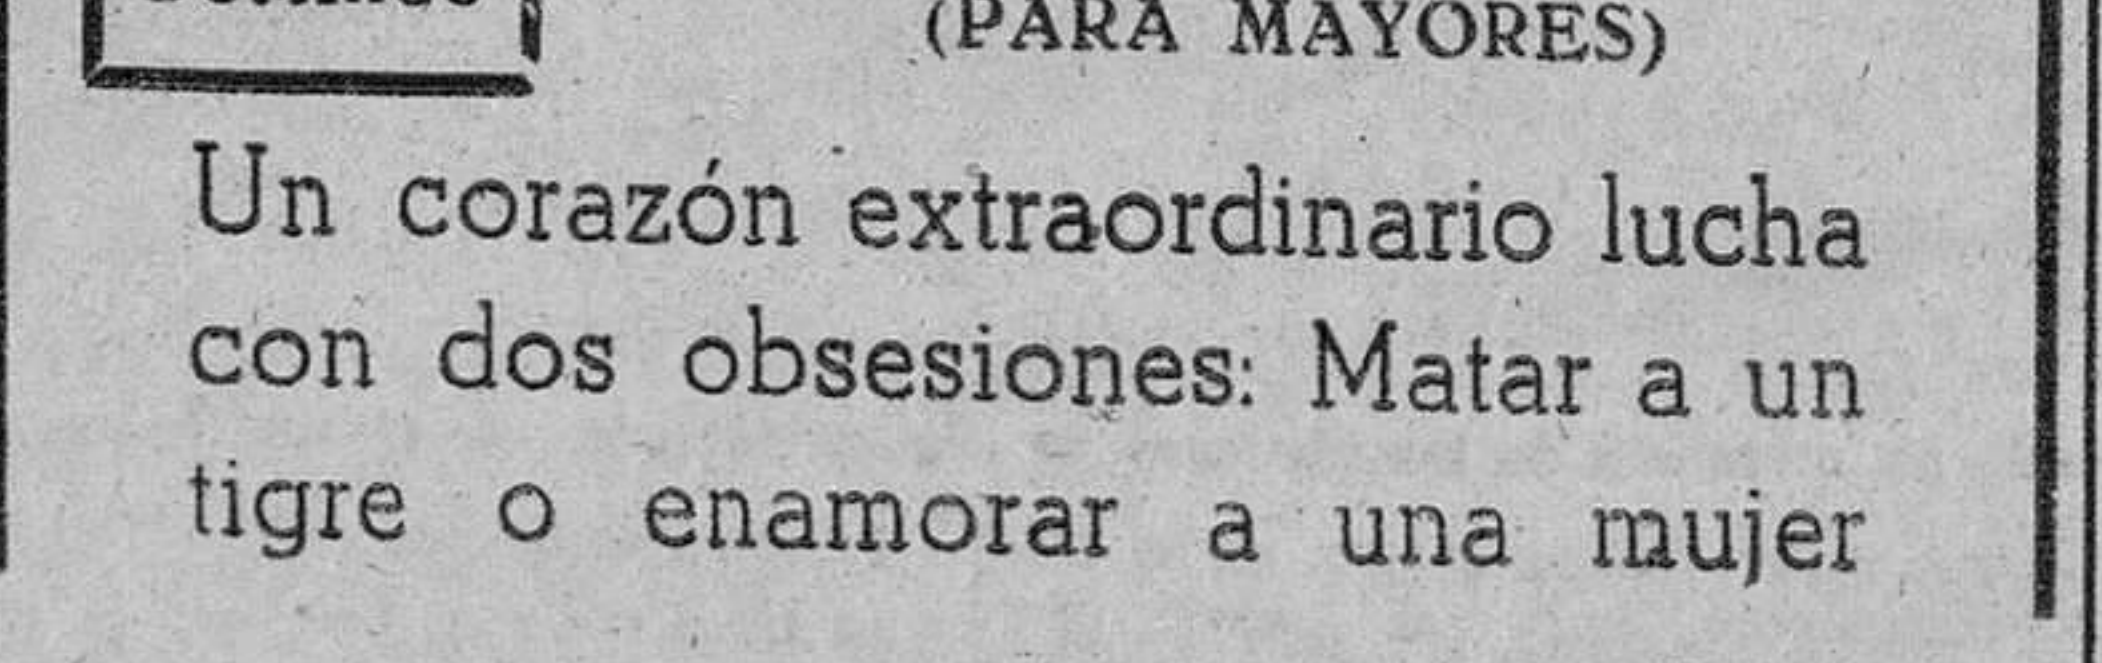 (PARA MAYORES)
Un corazón extraordinario lucha
con dos obsesiones: Matar a un
tigre o enamorar a una mujer